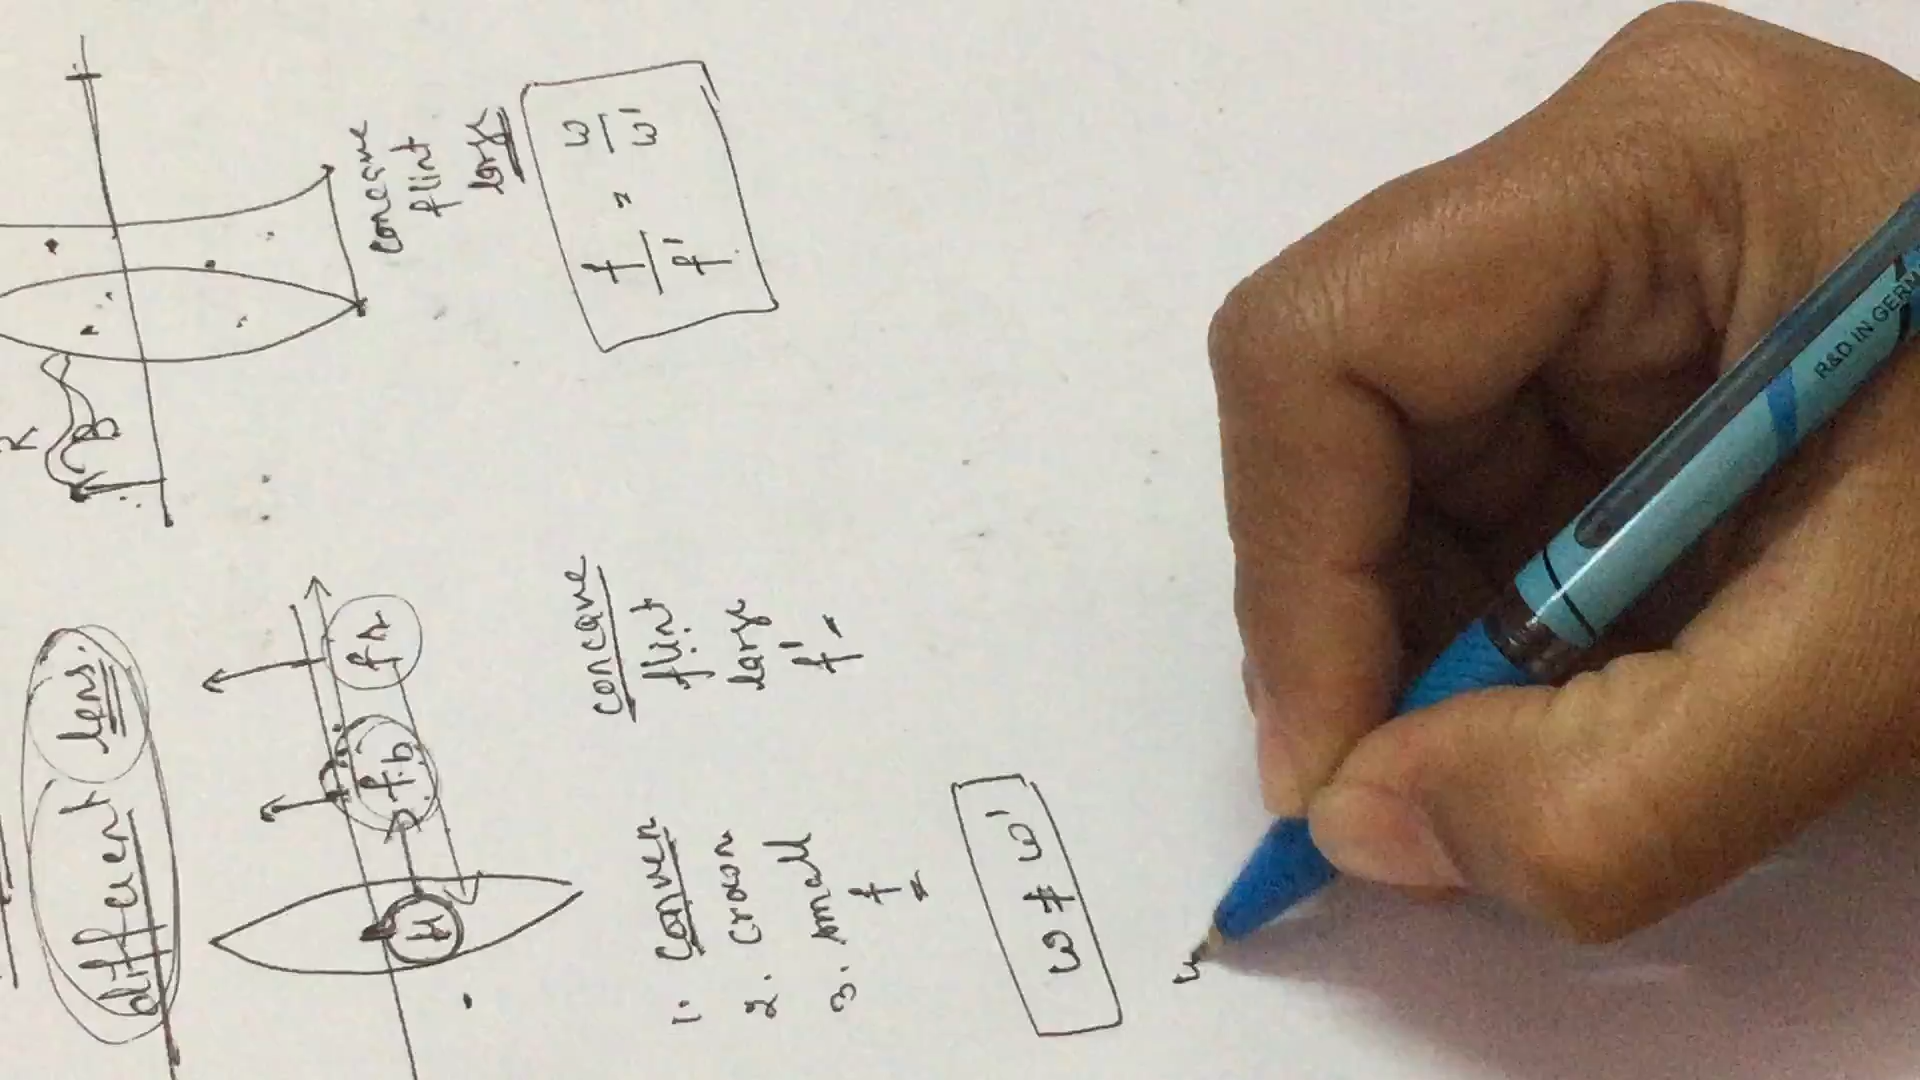 different lens.
R
B
μ
f b
f r
concave
flint
large
f/f' = ω/ω'
1. convex
2. crown
3. small
f
concave
flint
large
f'
ω ≠ ω'
R&D IN GERM